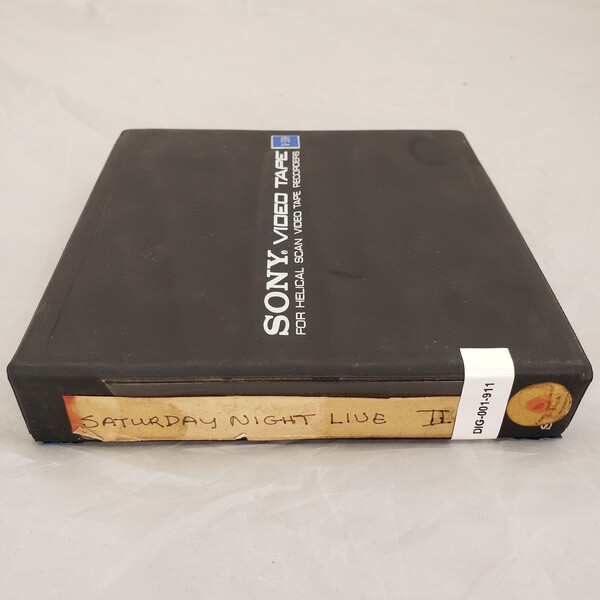 SONY® VIDEO TAPE
FOR HELICAL SCAN VIDEO TAPE RECORDERS
SATURDAY NIGHT LIVE II
DIG-001-911